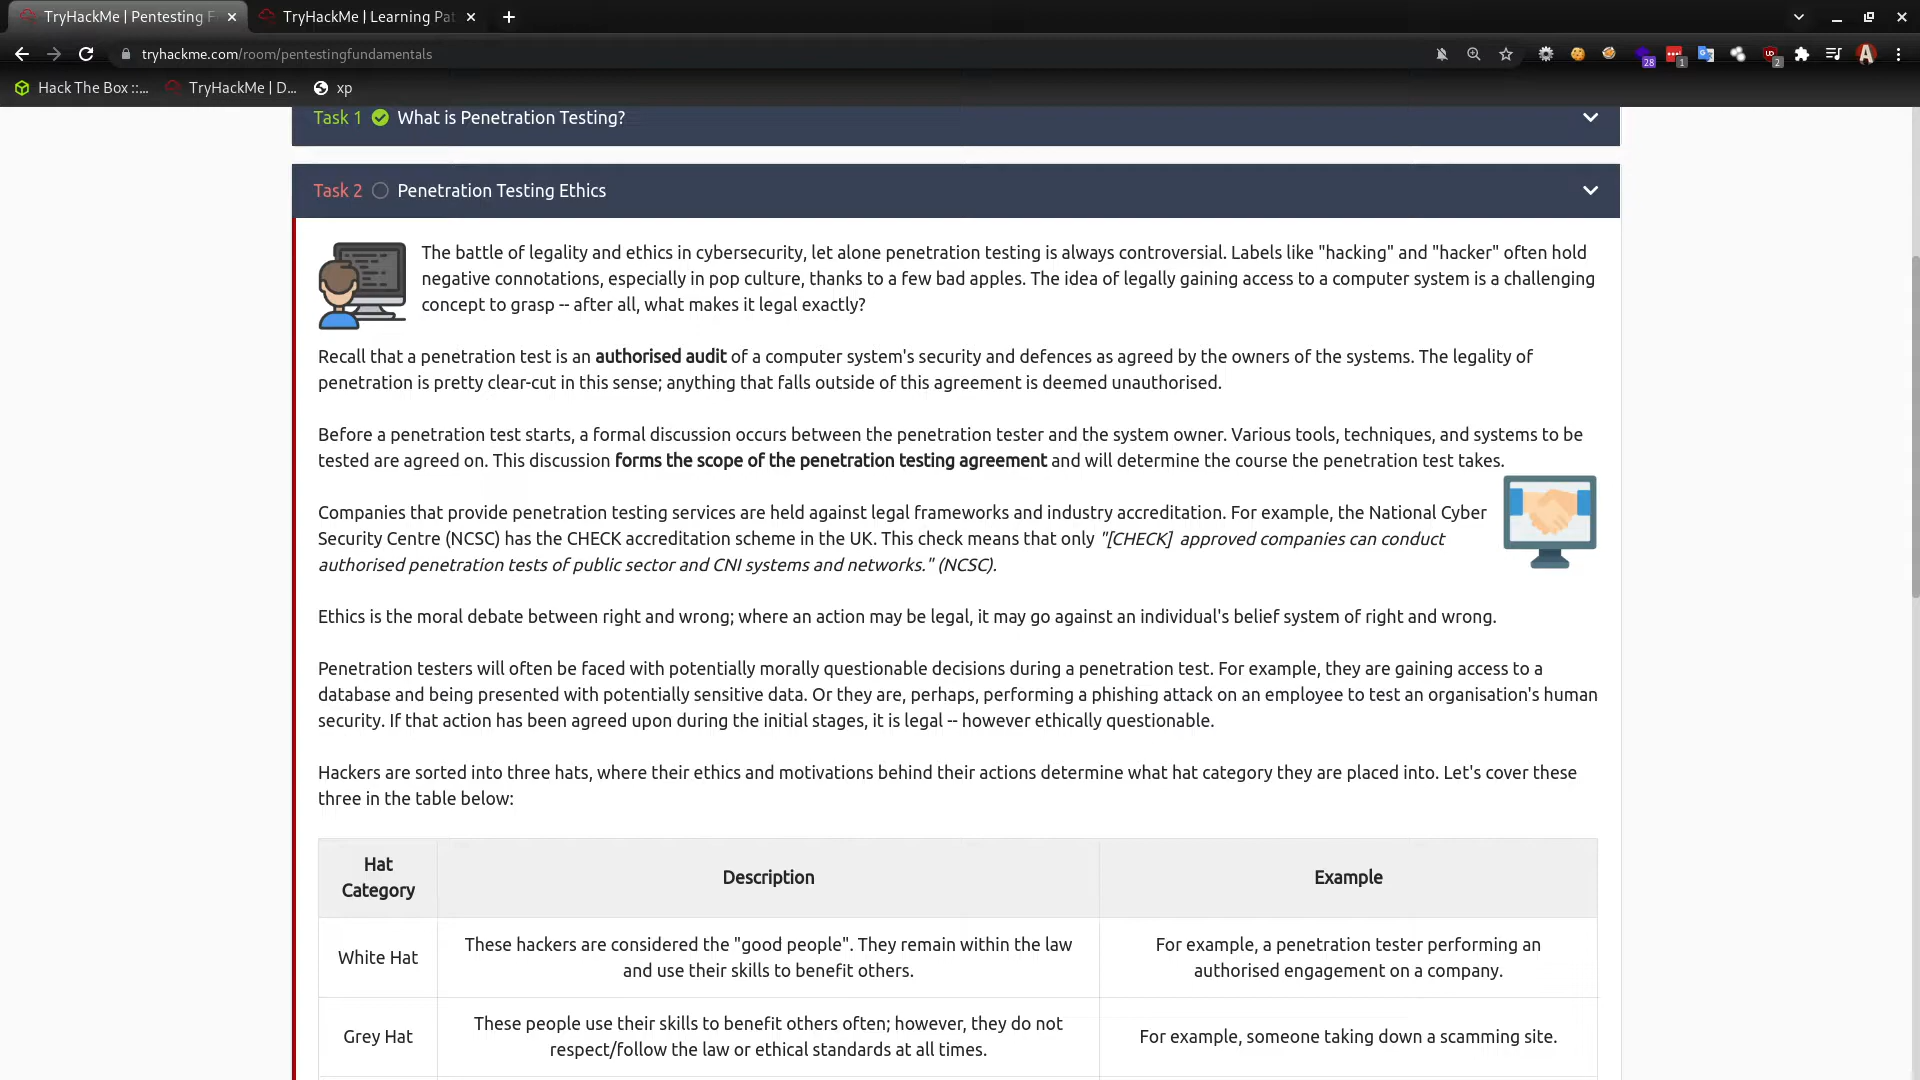 TryHackMe | Pentesting F
TryHackMe | Learning Pat
tryhackme.com/room/pentestingfundamentals
28
1
2
Hack The Box ::...
TryHackMe | D...
xp
Task 1 What is Penetration Testing?
Task 2 Penetration Testing Ethics
The battle of legality and ethics in cybersecurity, let alone penetration testing is always controversial. Labels like "hacking" and "hacker" often hold
negative connotations, especially in pop culture, thanks to a few bad apples. The idea of legally gaining access to a computer system is a challenging
concept to grasp -- after all, what makes it legal exactly?
Recall that a penetration test is an authorised audit of a computer system's security and defences as agreed by the owners of the systems. The legality of
penetration is pretty clear-cut in this sense; anything that falls outside of this agreement is deemed unauthorised.
Before a penetration test starts, a formal discussion occurs between the penetration tester and the system owner. Various tools, techniques, and systems to be
tested are agreed on. This discussion forms the scope of the penetration testing agreement and will determine the course the penetration test takes.
Companies that provide penetration testing services are held against legal frameworks and industry accreditation. For example, the National Cyber
Security Centre (NCSC) has the CHECK accreditation scheme in the UK. This check means that only "[CHECK] approved companies can conduct
authorised penetration tests of public sector and CNI systems and networks." (NCSC).
Ethics is the moral debate between right and wrong; where an action may be legal, it may go against an individual's belief system of right and wrong.
Penetration testers will often be faced with potentially morally questionable decisions during a penetration test. For example, they are gaining access to a
database and being presented with potentially sensitive data. Or they are, perhaps, performing a phishing attack on an employee to test an organisation's human
security. If that action has been agreed upon during the initial stages, it is legal -- however ethically questionable.
Hackers are sorted into three hats, where their ethics and motivations behind their actions determine what hat category they are placed into. Let's cover these
three in the table below:
Hat
Category
Description
Example
White Hat
These hackers are considered the "good people". They remain within the law
and use their skills to benefit others.
For example, a penetration tester performing an
authorised engagement on a company.
Grey Hat
These people use their skills to benefit others often; however, they do not
respect/follow the law or ethical standards at all times.
For example, someone taking down a scamming site.